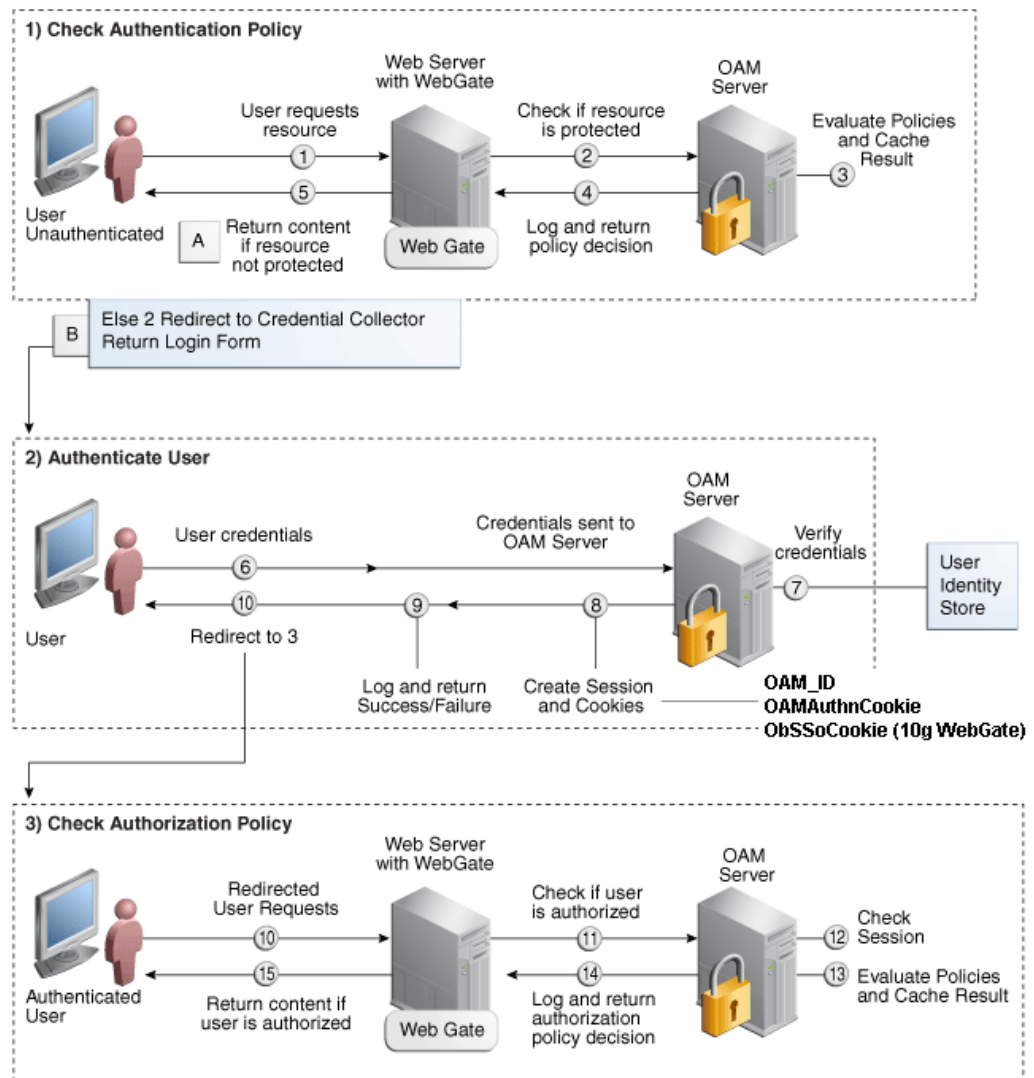 1) Check Authentication Policy
Web Server
with WebGate
OAM
Server
User requests
resource
Check if resource
is protected
Evaluate Policies
and Cache
Result
1
2
3
5
4
User
Unauthenticated
A
Return content
if resource
not protected
Web Gate
Log and return
policy decision
B
Else 2 Redirect to Credential Collector
Return Login Form
2) Authenticate User
OAM
Server
User credentials
Credentials sent to
OAM Server
Verify
credentials
User
Identity
Store
6
7
10
9
8
User
Redirect to 3
Log and return
Success/Failure
Create Session
and Cookies
OAM_ID
OAMAuthnCookie
ObSSoCookie (10g WebGate)
3) Check Authorization Policy
Web Server
with WebGate
OAM
Server
Redirected
User Requests
Check if user
is authorized
10
11
12
Check
Session
15
14
13
Evaluate Policies
and Cache Result
Authenticated
User
Return content if
user is authorized
Web Gate
Log and return
authorization
policy decision